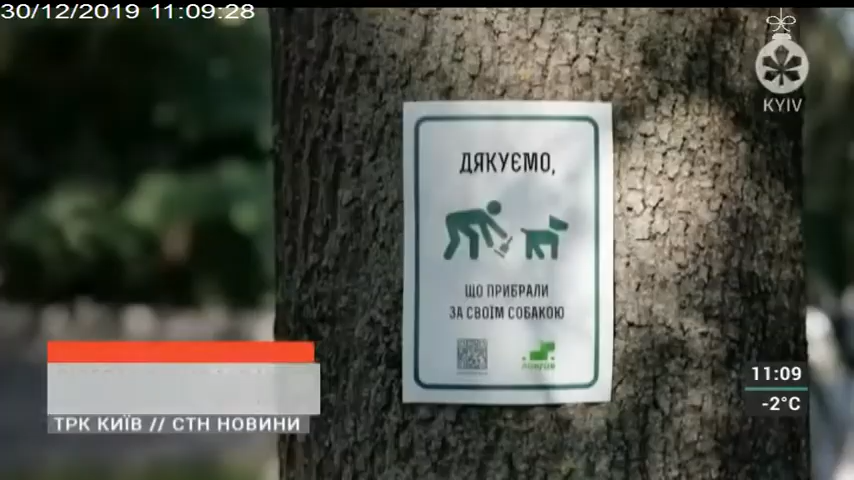 30/12/2019 11:09:28
KYIV
ДЯКУЄМО,
ЩО ПРИБРАЛИ
ЗА СВОЇМ СОБАКОЮ
11:09
-2°C
ТРК КИЇВ // СТН НОВИНИ